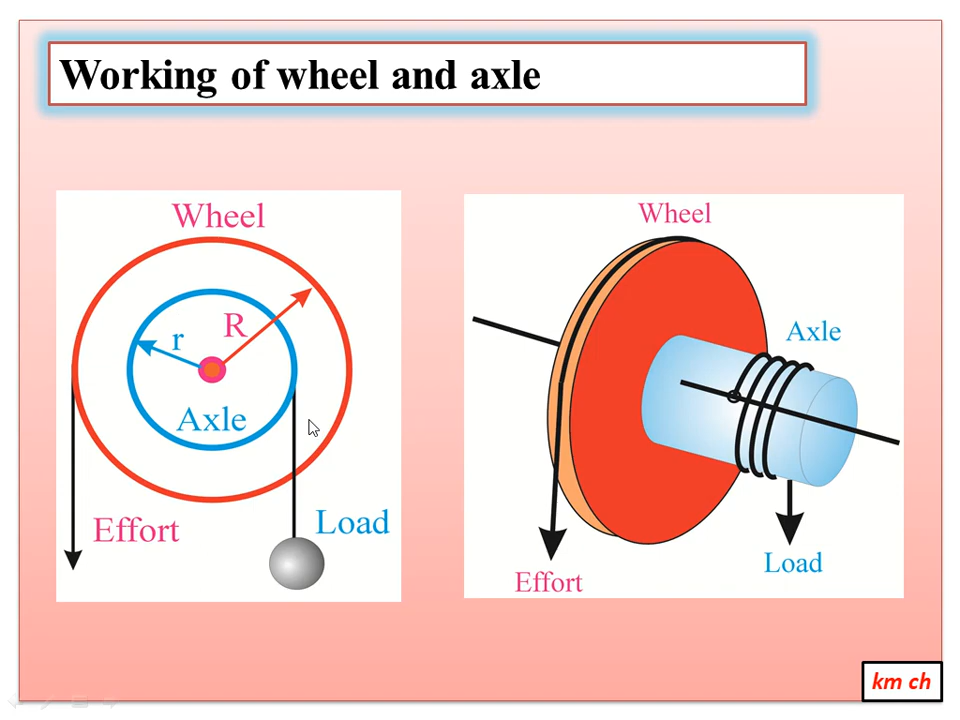 Working of wheel and axle
Wheel
R
r
Axle
Effort
Load
Wheel
Axle
Load
Effort
km ch